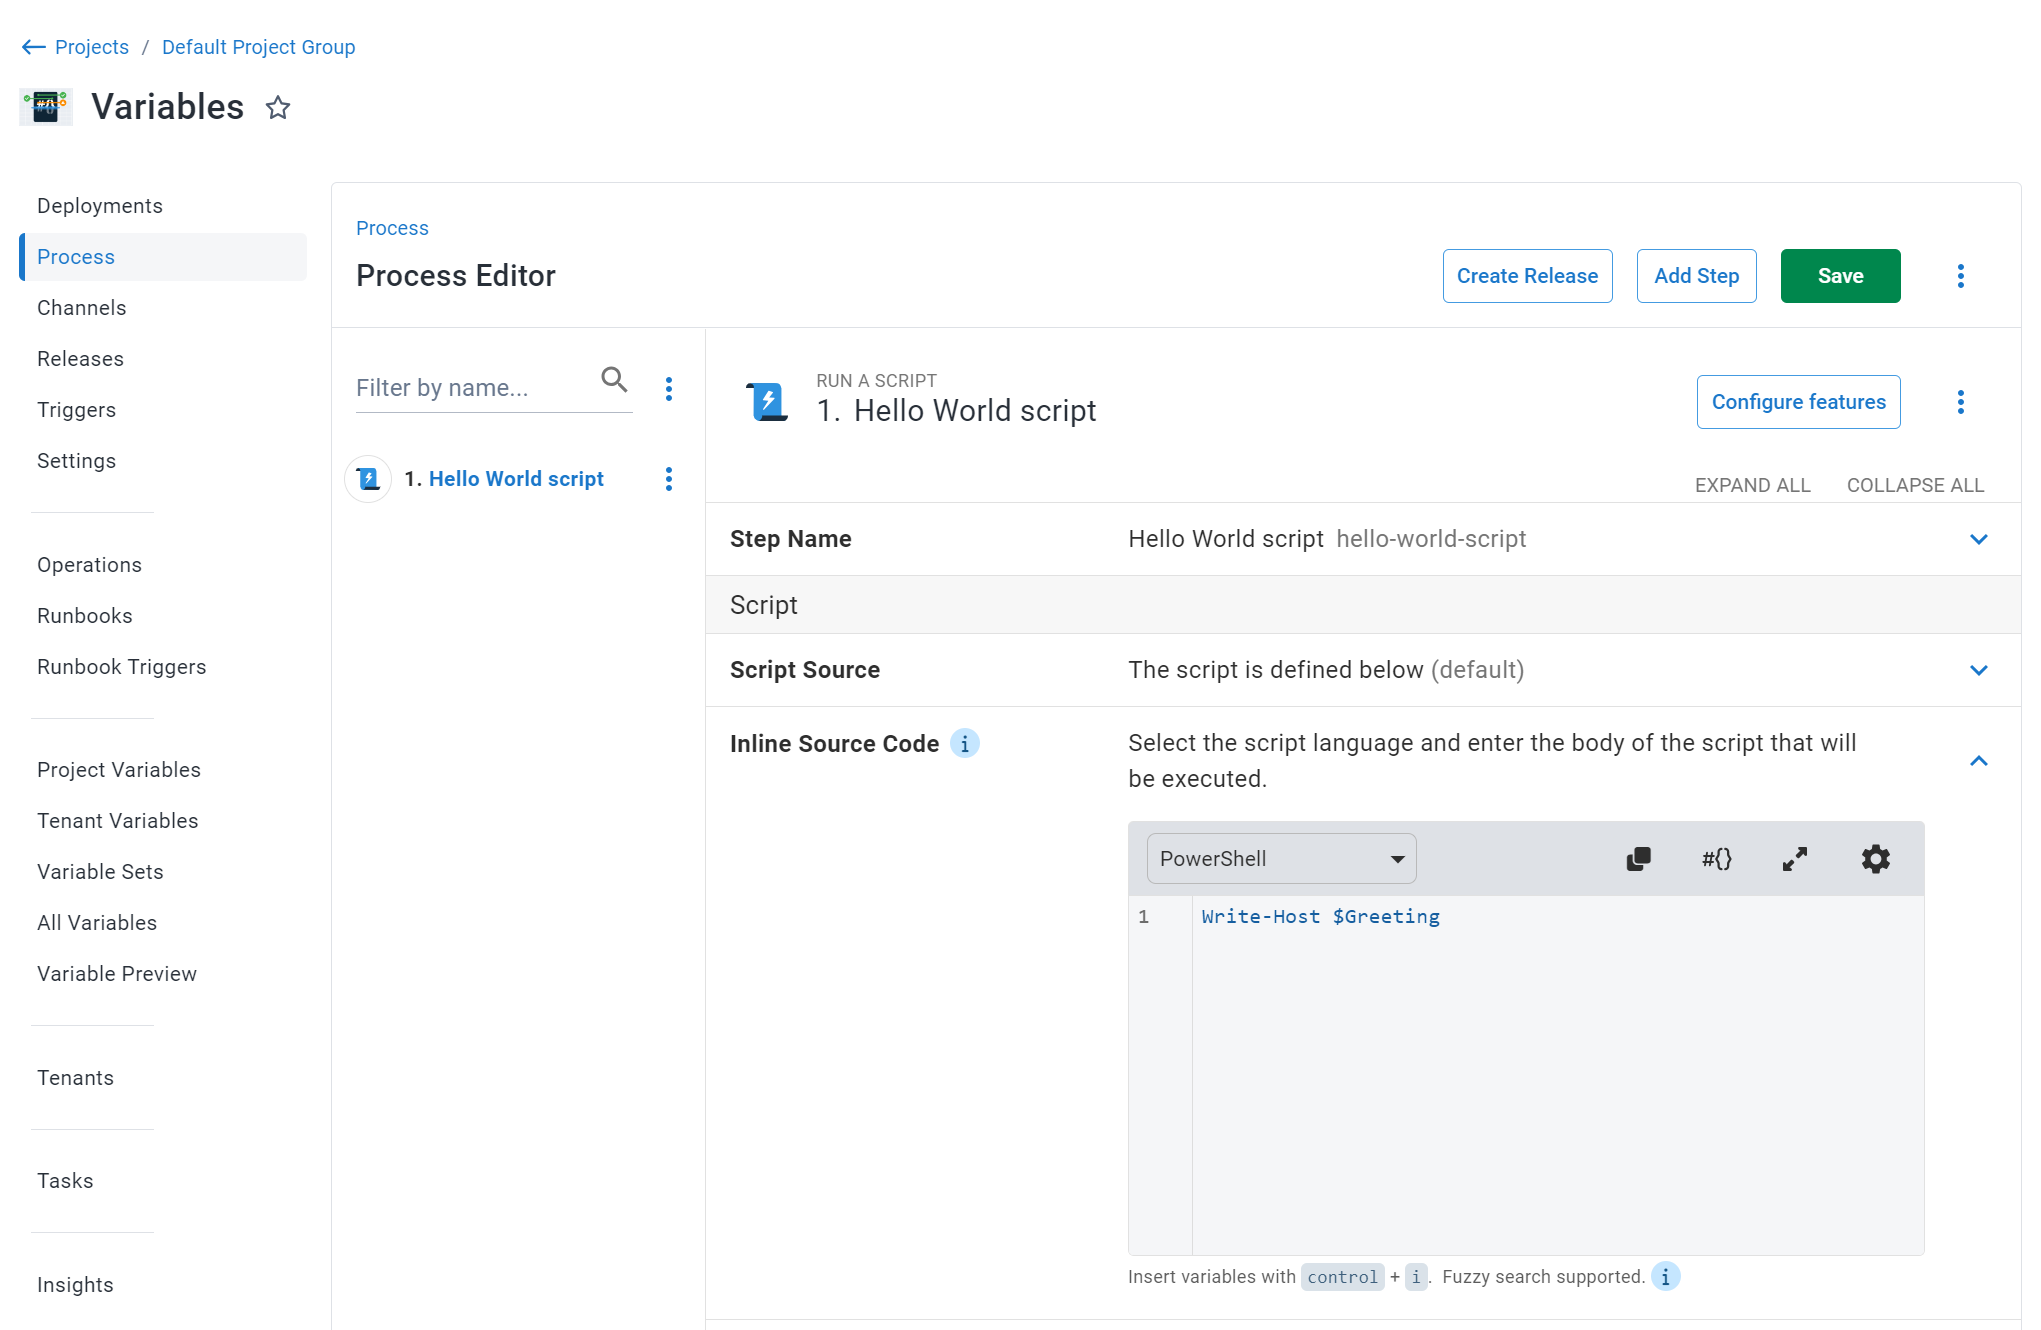 Projects / Default Project Group
Variables
Deployments
Process
Channels
Releases
Triggers
Settings
Operations
Runbooks
Runbook Triggers
Project Variables
Tenant Variables
Variable Sets
All Variables
Variable Preview
Tenants
Tasks
Insights
Process
Process Editor
Create Release
Add Step
Save
Filter by name...
1. Hello World script
RUN A SCRIPT
1. Hello World script
Configure features
EXPAND ALL
COLLAPSE ALL
Step Name
Hello World script hello-world-script
Script
Script Source
The script is defined below (default)
Inline Source Code
Select the script language and enter the body of the script that will
be executed.
PowerShell
#{}
1 Write-Host $Greeting
Insert variables with control + i. Fuzzy search supported.